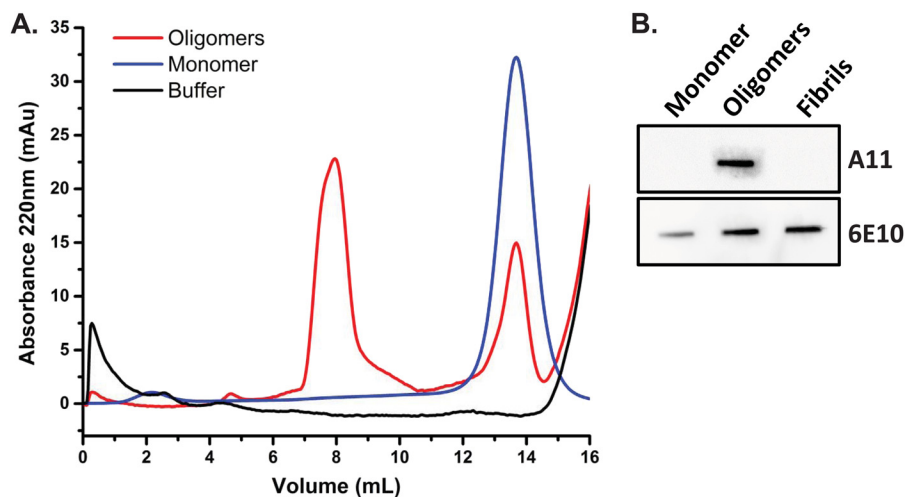 A.
Absorbance 220nm (mAu)
35
30
25
20
15
10
5
0
Oligomers
Monomer
Buffer
0 2 4 6 8 10 12 14 16
Volume (mL)
B.
Monomer
Oligomers
Fibrils
A11
6E10